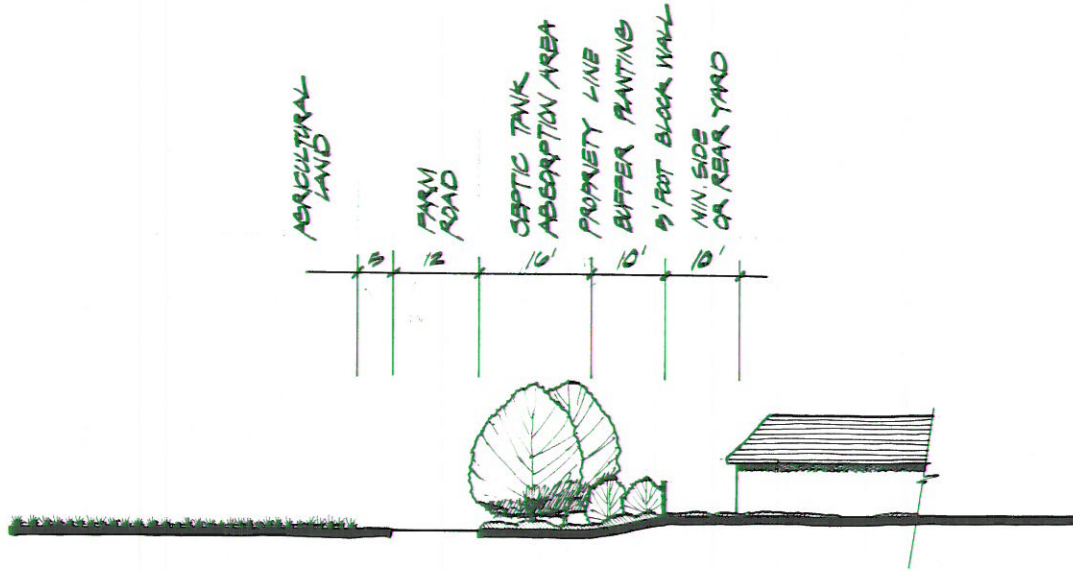 AGRICULTURAL
LAND
FARM
ROAD
SEPTIC TANK
ABSORPTION AREA
PROPRIETY LINE
BUFFER PLANTING
5' FOOT BLOCK WALL
MIN. SIDE
OR REAR YARD
5 12 16' 10' 10'